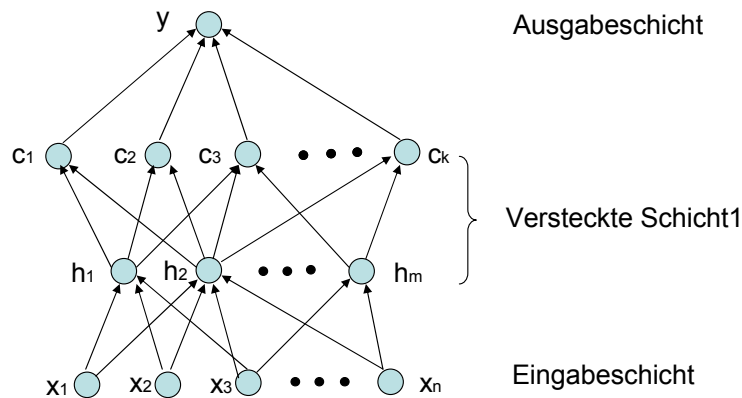 y Ausgabeschicht
c1 c2 c3 ck
Versteckte Schicht1
h1 h2 hm
x1 x2 x3 xn Eingabeschicht